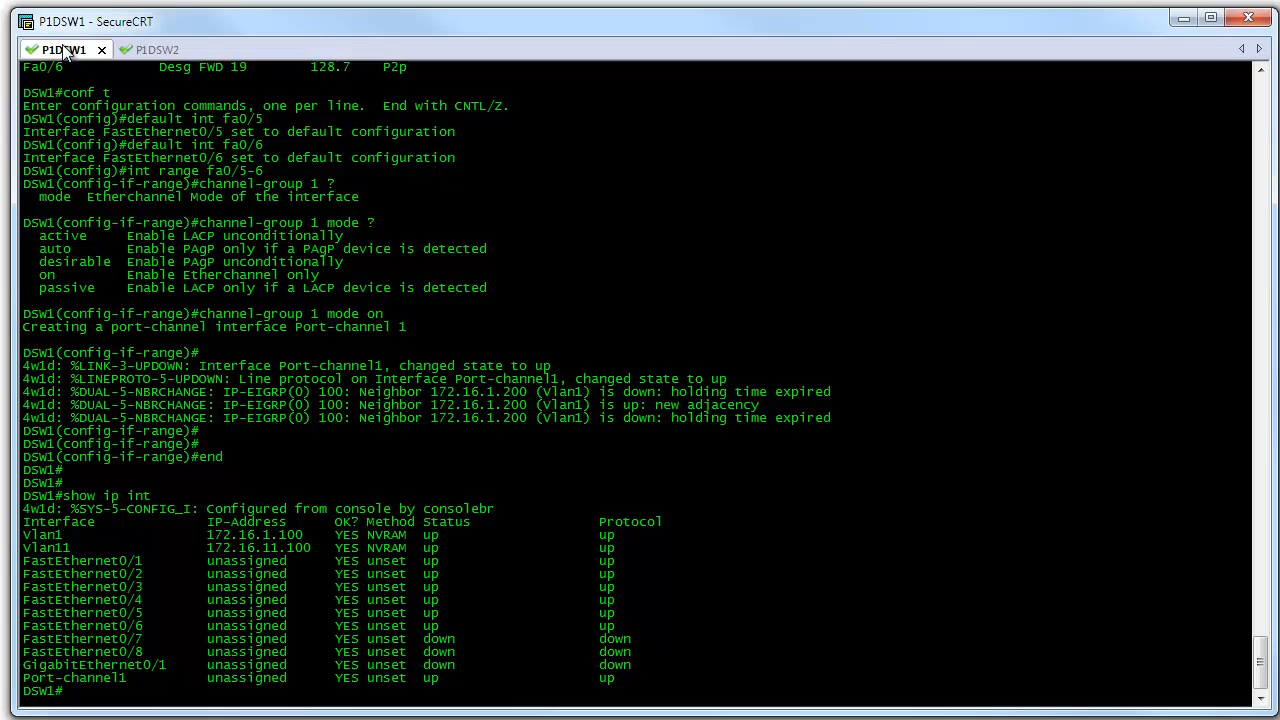 P1DSW1 - SecureCRT
P1DSW1 P1DSW2
Fa0/6 Desg FWD 19 128.7 P2p
DSW1#conf t
Enter configuration commands, one per line. End with CNTL/Z.
DSW1(config)#default int fa0/5
Interface FastEthernet0/5 set to default configuration
DSW1(config)#default int fa0/6
Interface FastEthernet0/6 set to default configuration
DSW1(config)#int range fa0/5-6
DSW1(config-if-range)#channel-group 1 ?
mode Etherchannel Mode of the interface
DSW1(config-if-range)#channel-group 1 mode ?
active Enable LACP unconditionally
auto Enable PAgP only if a PAgP device is detected
desirable Enable PAgP unconditionally
on Enable Etherchannel only
passive Enable LACP only if a LACP device is detected
DSW1(config-if-range)#channel-group 1 mode on
Creating a port-channel interface Port-channel 1
DSW1(config-if-range)#
4w1d: %LINK-3-UPDOWN: Interface Port-channel1, changed state to up
4w1d: %LINEPROTO-5-UPDOWN: Line protocol on Interface Port-channel1, changed state to up
4w1d: %DUAL-5-NBRCHANGE: IP-EIGRP(0) 100: Neighbor 172.16.1.200 (Vlan1) is down: holding time expired
4w1d: %DUAL-5-NBRCHANGE: IP-EIGRP(0) 100: Neighbor 172.16.1.200 (Vlan1) is up: new adjacency
4w1d: %DUAL-5-NBRCHANGE: IP-EIGRP(0) 100: Neighbor 172.16.1.200 (Vlan1) is down: holding time expired
DSW1(config-if-range)#
DSW1(config-if-range)#
DSW1(config-if-range)#end
DSW1#
DSW1#
DSW1#show ip int
4w1d: %SYS-5-CONFIG_I: Configured from console by consolebr
Interface IP-Address OK? Method Status Protocol
Vlan1 172.16.1.100 YES NVRAM up up
Vlan11 172.16.11.100 YES NVRAM up up
FastEthernet0/1 unassigned YES unset up up
FastEthernet0/2 unassigned YES unset up up
FastEthernet0/3 unassigned YES unset up up
FastEthernet0/4 unassigned YES unset up up
FastEthernet0/5 unassigned YES unset up up
FastEthernet0/6 unassigned YES unset up up
FastEthernet0/7 unassigned YES unset down down
FastEthernet0/8 unassigned YES unset down down
GigabitEthernet0/1 unassigned YES unset down down
Port-channel1 unassigned YES unset up up
DSW1#